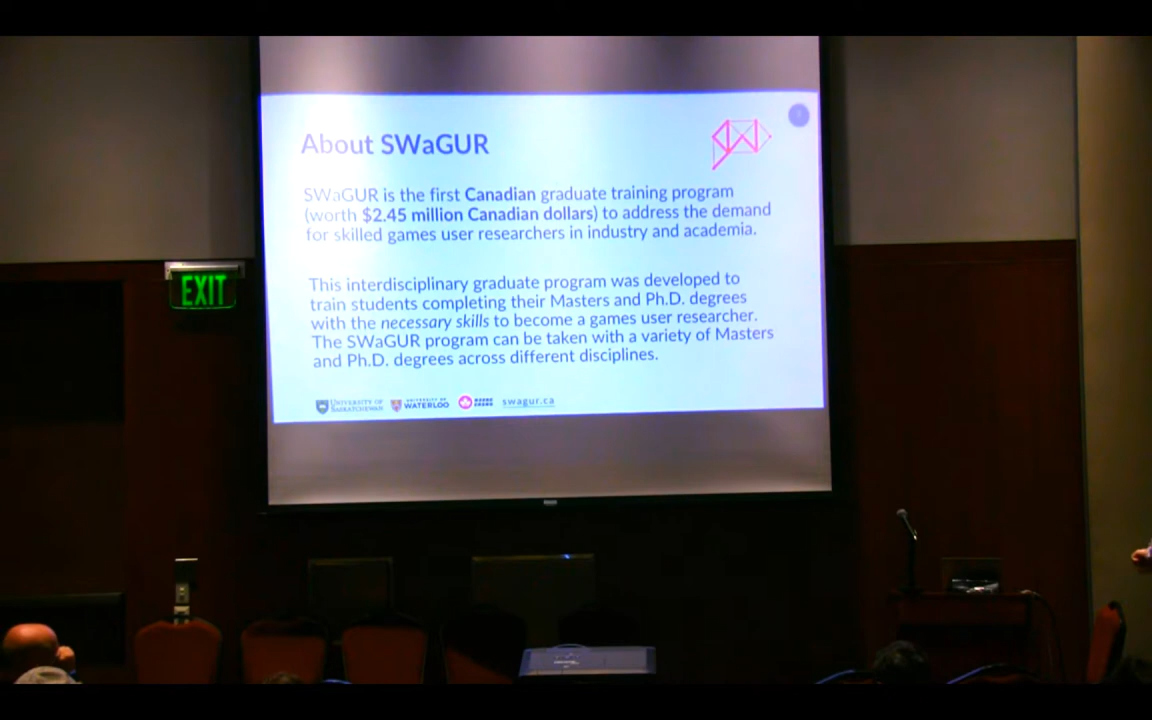 About SWaGUR
SWaGUR is the first Canadian graduate training program
(worth $2.45 million Canadian dollars) to address the demand
for skilled games user researchers in industry and academia.
This interdisciplinary graduate program was developed to
train students completing their Masters and Ph.D. degrees
with the necessary skills to become a games user researcher.
The SWaGUR program can be taken with a variety of Masters
and Ph.D. degrees across different disciplines.
UNIVERSITY OF SASKATCHEWAN
UNIVERSITY OF WATERLOO
swagur.ca
EXIT